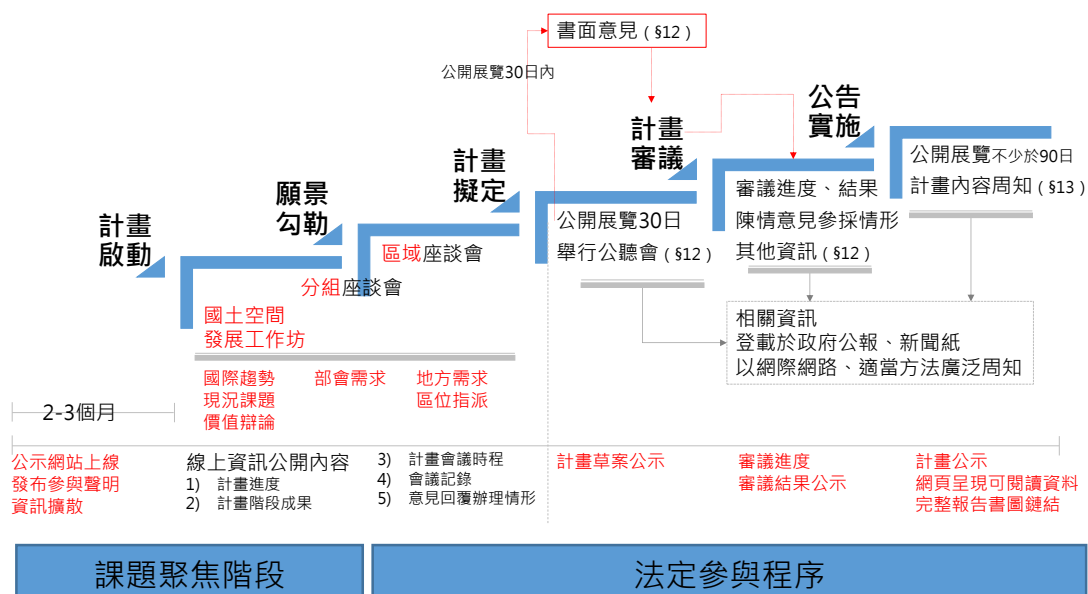 書面意見 ( §12 )
公開展覽30日內
計畫
啟動
願景
勾勒
計畫
擬定
計畫
審議
公告
實施
國土空間
發展工作坊
分組座談會
區域座談會
公開展覽30日
舉行公聽會 ( §12 )
審議進度、結果
陳情意見參採情形
其他資訊 ( §12 )
公開展覽不少於90日
計畫內容周知 ( §13 )
國際趨勢
現況課題
價值辯論
部會需求
地方需求
區位指派
相關資訊
登載於政府公報、新聞紙
以網際網路、適當方法廣泛周知
2-3個月
公示網站上線
發布參與聲明
資訊擴散
線上資訊公開內容
1) 計畫進度
2) 計畫階段成果
3) 計畫會議時程
4) 會議記錄
5) 意見回覆辦理情形
計畫草案公示
審議進度
審議結果公示
計畫公示
網頁呈現可閱讀資料
完整報告書圖鏈結
課題聚焦階段
法定參與程序